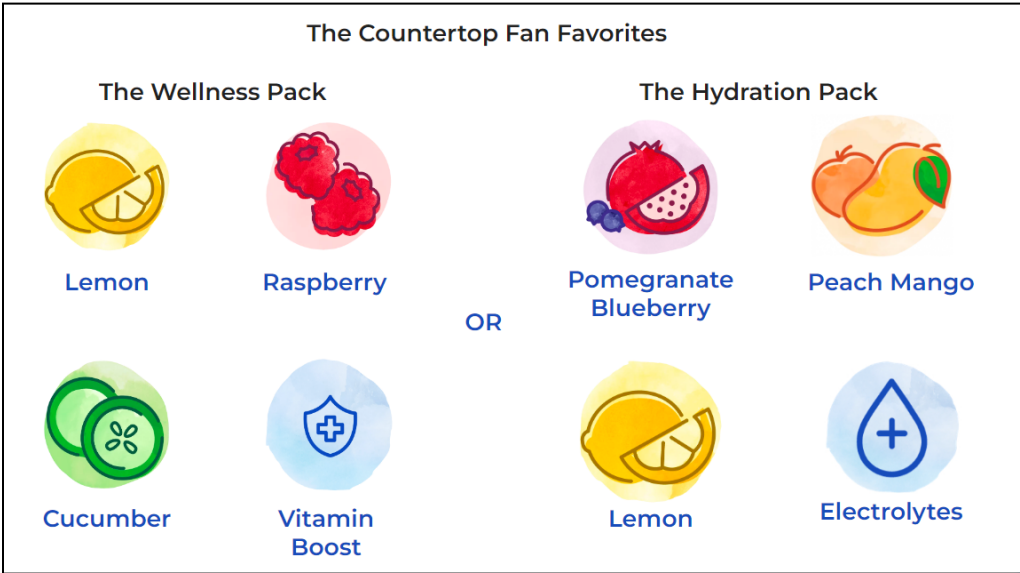 The Countertop Fan Favorites
The Wellness Pack
Lemon
Raspberry
Cucumber
Vitamin
Boost
OR
The Hydration Pack
Pomegranate
Blueberry
Peach Mango
Lemon
Electrolytes